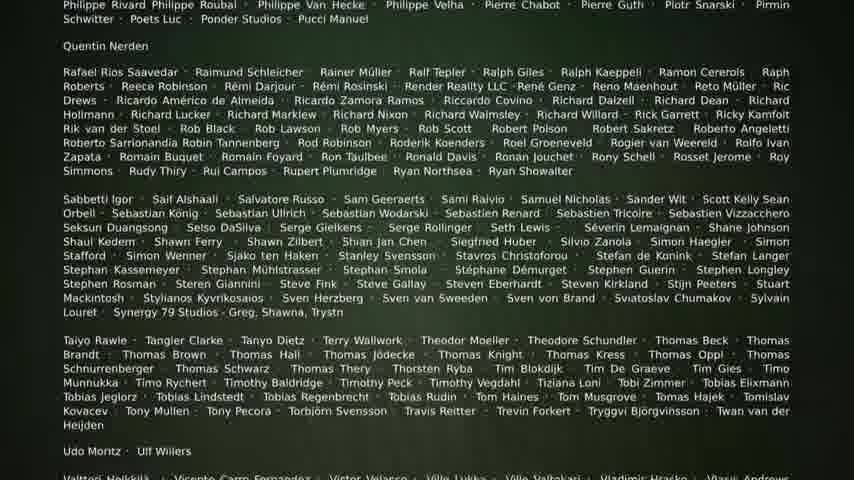 Philippe Rivard Philippe Roubal · Philippe Van Hecke · Philippe Velha · Pierre Chabot · Pierre Guth · Piotr Snarski · Pirmin
Schwitter · Poets Luc · Ponder Studios · Pucci Manuel
Quentin Nerden
Rafael Rios Saavedar · Raimund Schleicher · Rainer Müller · Ralf Tepler · Ralph Giles · Ralph Kaeppeli · Ramon Cererols · Raph
Roberts · Reece Robinson · Rémi Darjour · Rémi Rosinski · Render Reality LLC ·René Genz · Reno Maenhout · Reto Müller · Ric
Drews · Ricardo Américo de Almeida · Ricardo Zamora Ramos · Riccardo Covino · Richard Dalzell · Richard Dean · Richard
Hollmann · Richard Lucker · Richard Marklew · Richard Nixon · Richard Walmsley · Richard Willard · Rick Garrett · Ricky Kamfolt
Rik van der Stoel · Rob Black · Rob Lawson · Rob Myers · Rob Scott · Robert Polson · Robert Sakretz · Roberto Angeletti
Roberto Sarrionandia Robin Tannenberg · Rod Robinson · Roderik Koenders · Roel Groeneveld · Rogier van Weereld · Rolfo Ivan
Zapata · Romain Buquet · Romain Foyard · Ron Taulbee · Ronald Davis · Ronan Jouchet · Rony Schell · Rosset Jerome · Roy
Simmons · Rudy Thiry · Rui Campos · Rupert Plumridge · Ryan Northsea · Ryan Showalter
Sabbetti Igor · Saif Alshaali · Salvatore Russo · Sam Geeraerts · Sami Raivio · Samuel Nicholas · Sander Wit · Scott Kelly Sean
Orbell · Sebastian König · Sebastian Ullrich · Sebastian Wodarski · Sebastien Renard · Sebastien Tricoire · Sebastien Vizzacchero
Seksun Duangsong · Selso DaSilva · Serge Gielkens · Serge Rollinger · Seth Lewis · Séverin Lemaignan · Shane Johnson
Shaul Kedem · Shawn Ferry · Shawn Zilbert · Shian Jan Chen · Siegfried Huber · Silvio Zanola · Simon Haegler · Simon
Stafford · Simon Wenner · Sjako ten Haken · Stanley Svensson · Stavros Christoforou · Stefan de Konink · Stefan Langer
Stephan Kassemeyer · Stephan Mühlstrasser · Stephan Smola · Stéphane Démurget · Stephen Guerin · Stephen Longley
Stephen Rosman · Steren Giannini · Steve Fink · Steve Gallay · Steven Eberhardt · Steven Kirkland · Stijn Peeters · Stuart
Mackintosh · Stylianos Kyvrikosaios · Sven Herzberg · Sven van Sweeden · Sven von Brand · Sviatoslav Chumakov · Sylvain
Louret · Synergy 79 Studios - Greg, Shawna, Trystn
Taiyo Rawle · Tangler Clarke · Tanyo Dietz · Terry Wallwork · Theodor Moeller · Theodore Schundler · Thomas Beck · Thomas
Brandt · Thomas Brown · Thomas Hall · Thomas Jödecke · Thomas Knight · Thomas Kress · Thomas Oppl · Thomas
Schnurrenberger · Thomas Schwarz · Thomas Thery · Thorsten Ryba · Tim Blokdijk · Tim De Graeve · Tim Gies · Timo
Munnukka · Timo Rychert · Timothy Baldridge · Timothy Peck · Timothy Vegdahl · Tiziana Loni · Tobi Zimmer · Tobias Elixmann
Tobias Jeglorz · Tobias Lindstedt · Tobias Regenbrecht · Tobias Rudin · Tom Haines · Tom Musgrove · Tomas Hajek · Tomislav
Kovacev · Tony Mullen · Tony Pecora · Torbjörn Svensson · Travis Reitter · Trevin Forkert · Tryggvi Björgvinsson · Twan van der
Heijden
Udo Moritz · Ulf Willers
Valtteri Heikkilä · Vicente Carro Fernandez · Victor Velasco · Ville Lukka · Ville Valtokari · Vladimir Hraško · Andrews